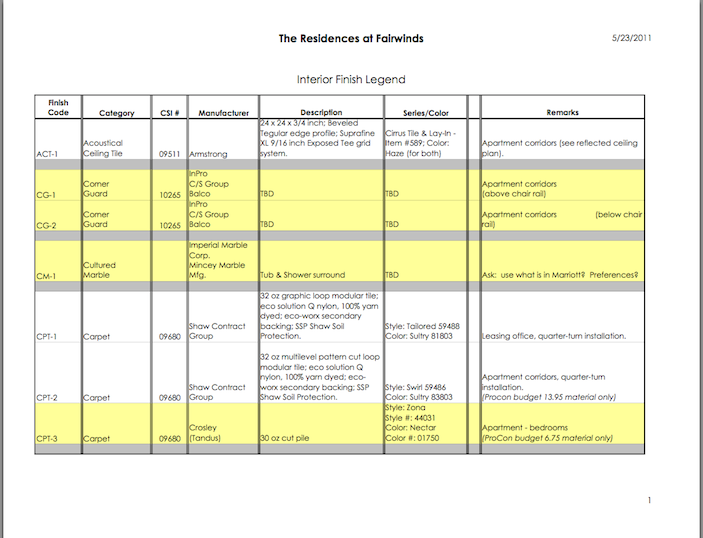 The Residences at Fairwinds
5/23/2011
Interior Finish Legend
Finish Code Category CSI # Manufacturer Description Series/Color Remarks
ACT-1
Acoustical
Ceiling Tile
09511
Armstrong
24 x 24 x 3/4 inch; Beveled
Tegular edge profile; Suprafine
XL 9/16 inch Exposed Tee grid
system.
Cirrus Tile & Lay-In -
Item #589; Color:
Haze (for both)
Apartment corridors (see reflected ceiling
plan).
CG-1
Corner
Guard
10265
InPro
C/S Group
Balco
TBD
TBD
Apartment corridors
(above chair rail)
CG-2
Corner
Guard
10265
InPro
C/S Group
Balco
TBD
TBD
Apartment corridors (below chair
rail)
CM-1
Cultured
Marble
Imperial Marble
Corp.
Mincey Marble
Mfg.
Tub & Shower surround
TBD
Ask: use what is in Marriott? Preferences?
CPT-1
Carpet
09680
Shaw Contract
Group
32 oz graphic loop modular tile;
eco solution Q nylon, 100% yarn
dyed; eco-worx secondary
backing; SSP Shaw Soil
Protection.
Style: Tailored 59488
Color: Sultry 81803
Leasing office, quarter-turn installation.
CPT-2
Carpet
09680
Shaw Contract
Group
32 oz multilevel pattern cut loop
modular tile; eco solution Q
nylon, 100% yarn dyed; eco-
worx secondary backing; SSP
Shaw Soil Protection.
Style: Swirl 59486
Color: Sultry 83803
Apartment corridors, quarter-turn
installation.
(Procon budget 13.95 material only)
CPT-3
Carpet
09680
Crosley
(Tandus)
30 oz cut pile
Style: Zona
Style #: 44031
Color: Nectar
Color #: 01750
Apartment - bedrooms
(ProCon budget 6.75 material only)
1